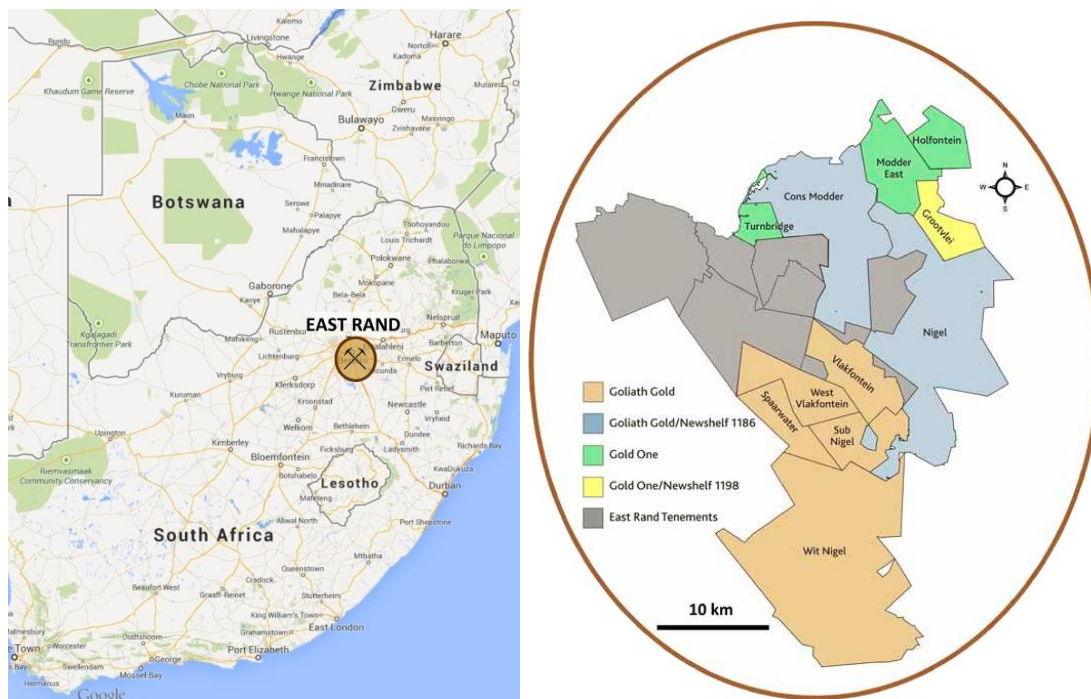 Rundu
Livingstone
Kalomo
Harare
Norton
Kadoma
Khaudum Game Reserve
Chobe National Park
Hwange
Hwange National Park
Zimbabwe
Mutare
Maun
Gweru
Zvishavane
Masvingo
Bulawayo
Francistown
Botswana
Serowe
Mmadinare
Selebi-Phikwe
Palapye
Mahalapye
Thohoyandou
Louis Trichardt
Parque Nacional
do Limpopo
Polokwane
Phalaborwa
Mokopane
Kruger Park
Gaborone
Bela-Bela
Kanye
Kgalagadi
Transfrontier Park
Rustenburg
EAST RAND
Nelspruit
Maputo
Mahikeng
Barberton
Lichtenburg
Ermelo
Swaziland
Vryburg
Klerksdorp
Piet Relief
Kuruman
Kroonstad
Newcastle
Welkom
Vryheid
Upington
Bethlehem
Dundee
Kimberley
Ficksburg
Ladysmith
Richards Bay
Riemvasmaak
Community Conservancy
Bloemfontein
KwaDukuza
Botshabelo
Lesotho
Durban
Mafeteng
South Africa
Aliwal North
Port Shepstone
Mthatha
Queenstown
Beaufort West
Cradock
Stutterheim
Graaff-Reinet
King William's Town
Oudtshoorn
Grahamstown
East London
Malmesbury
Worcester
George
Port Elizabeth
Swellendam
Mossel Bay
Hermanus
Google
Holfontein
Modder
East
N
W
E
S
Cons Modder
Grootvlei
Turnbridge
Nigel
Vlakfontein
West
Vlakfontein
Spaarwater
Sub
Nigel
Goliath Gold
Goliath Gold/Newshelf 1186
Gold One
Gold One/Newshelf 1198
East Rand Tenements
Wit Nigel
10 km